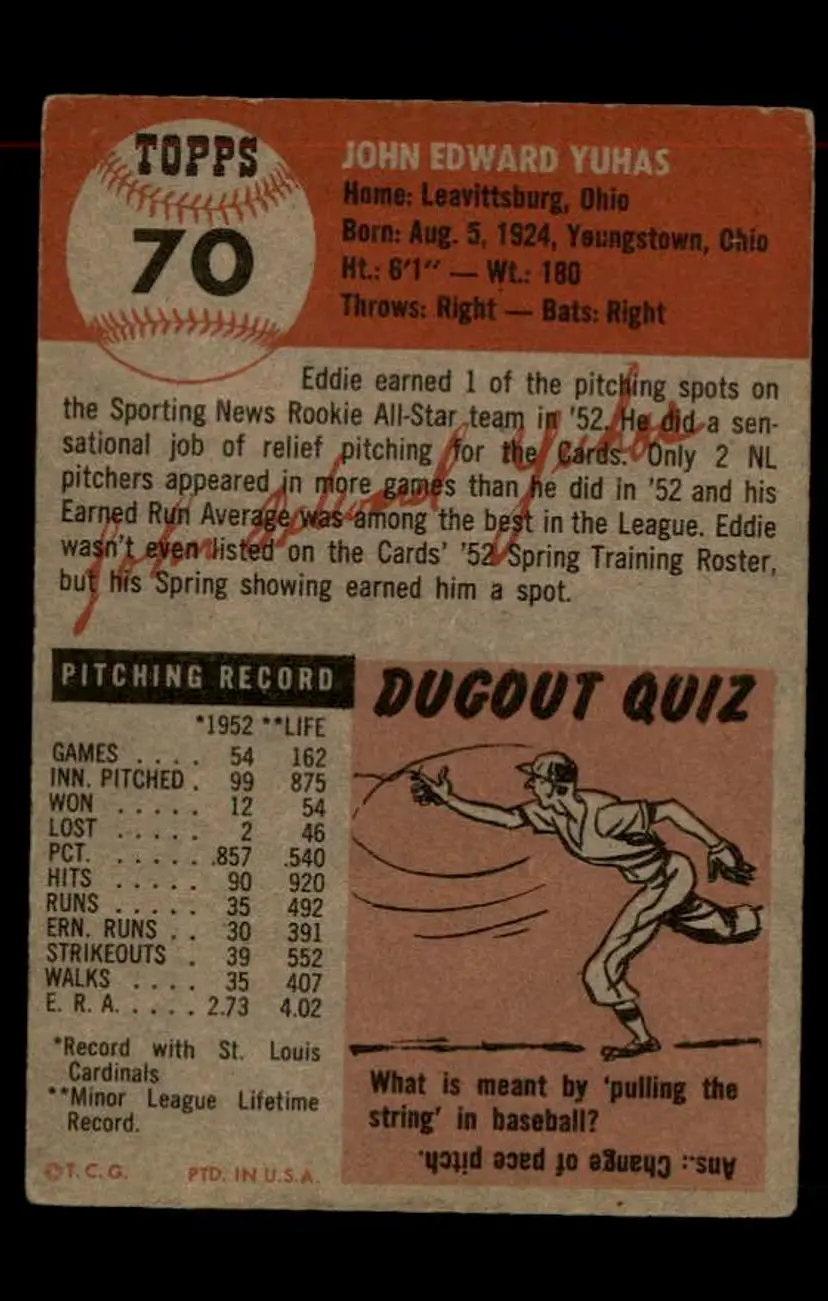 TOPPS
70
JOHN EDWARD YUHAS
Home: Leavittsburg, Ohio
Born: Aug. 5, 1924, Youngstown, Ohio
Ht.: 6'1" — Wt.: 180
Throws: Right — Bats: Right
Eddie earned 1 of the pitching spots on
the Sporting News Rookie All-Star team in '52. He did a sen-
sational job of relief pitching for the Cards. Only 2 NL
pitchers appeared in more games than he did in '52 and his
Earned Run Average was among the best in the League. Eddie
wasn't even listed on the Cards' '52 Spring Training Roster,
but his Spring showing earned him a spot.
John Edward Yuhas
PITCHING RECORD
*1952 **LIFE
GAMES . . . . 54 162
INN. PITCHED . 99 875
WON . . . . . 12 54
LOST . . . . . 2 46
PCT. . . . . . .857 .540
HITS . . . . . 90 920
RUNS . . . . . 35 492
ERN. RUNS . . 30 391
STRIKEOUTS . 39 552
WALKS . . . . 35 407
E. R. A. . . . . 2.73 4.02
*Record with St. Louis
Cardinals
**Minor League Lifetime
Record.
©T. C. G. PTD. IN U.S.A.
DUGOUT QUIZ
What is meant by 'pulling the
string' in baseball?
Ans.: Change of pace pitch.